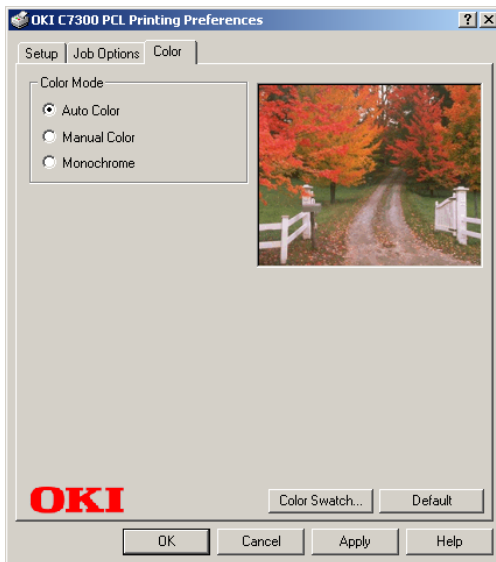 OKI C7300 PCL Printing Preferences
Setup Job Options Color
Color Mode
Auto Color
Manual Color
Monochrome
OKI
Color Swatch... Default
OK Cancel Apply Help